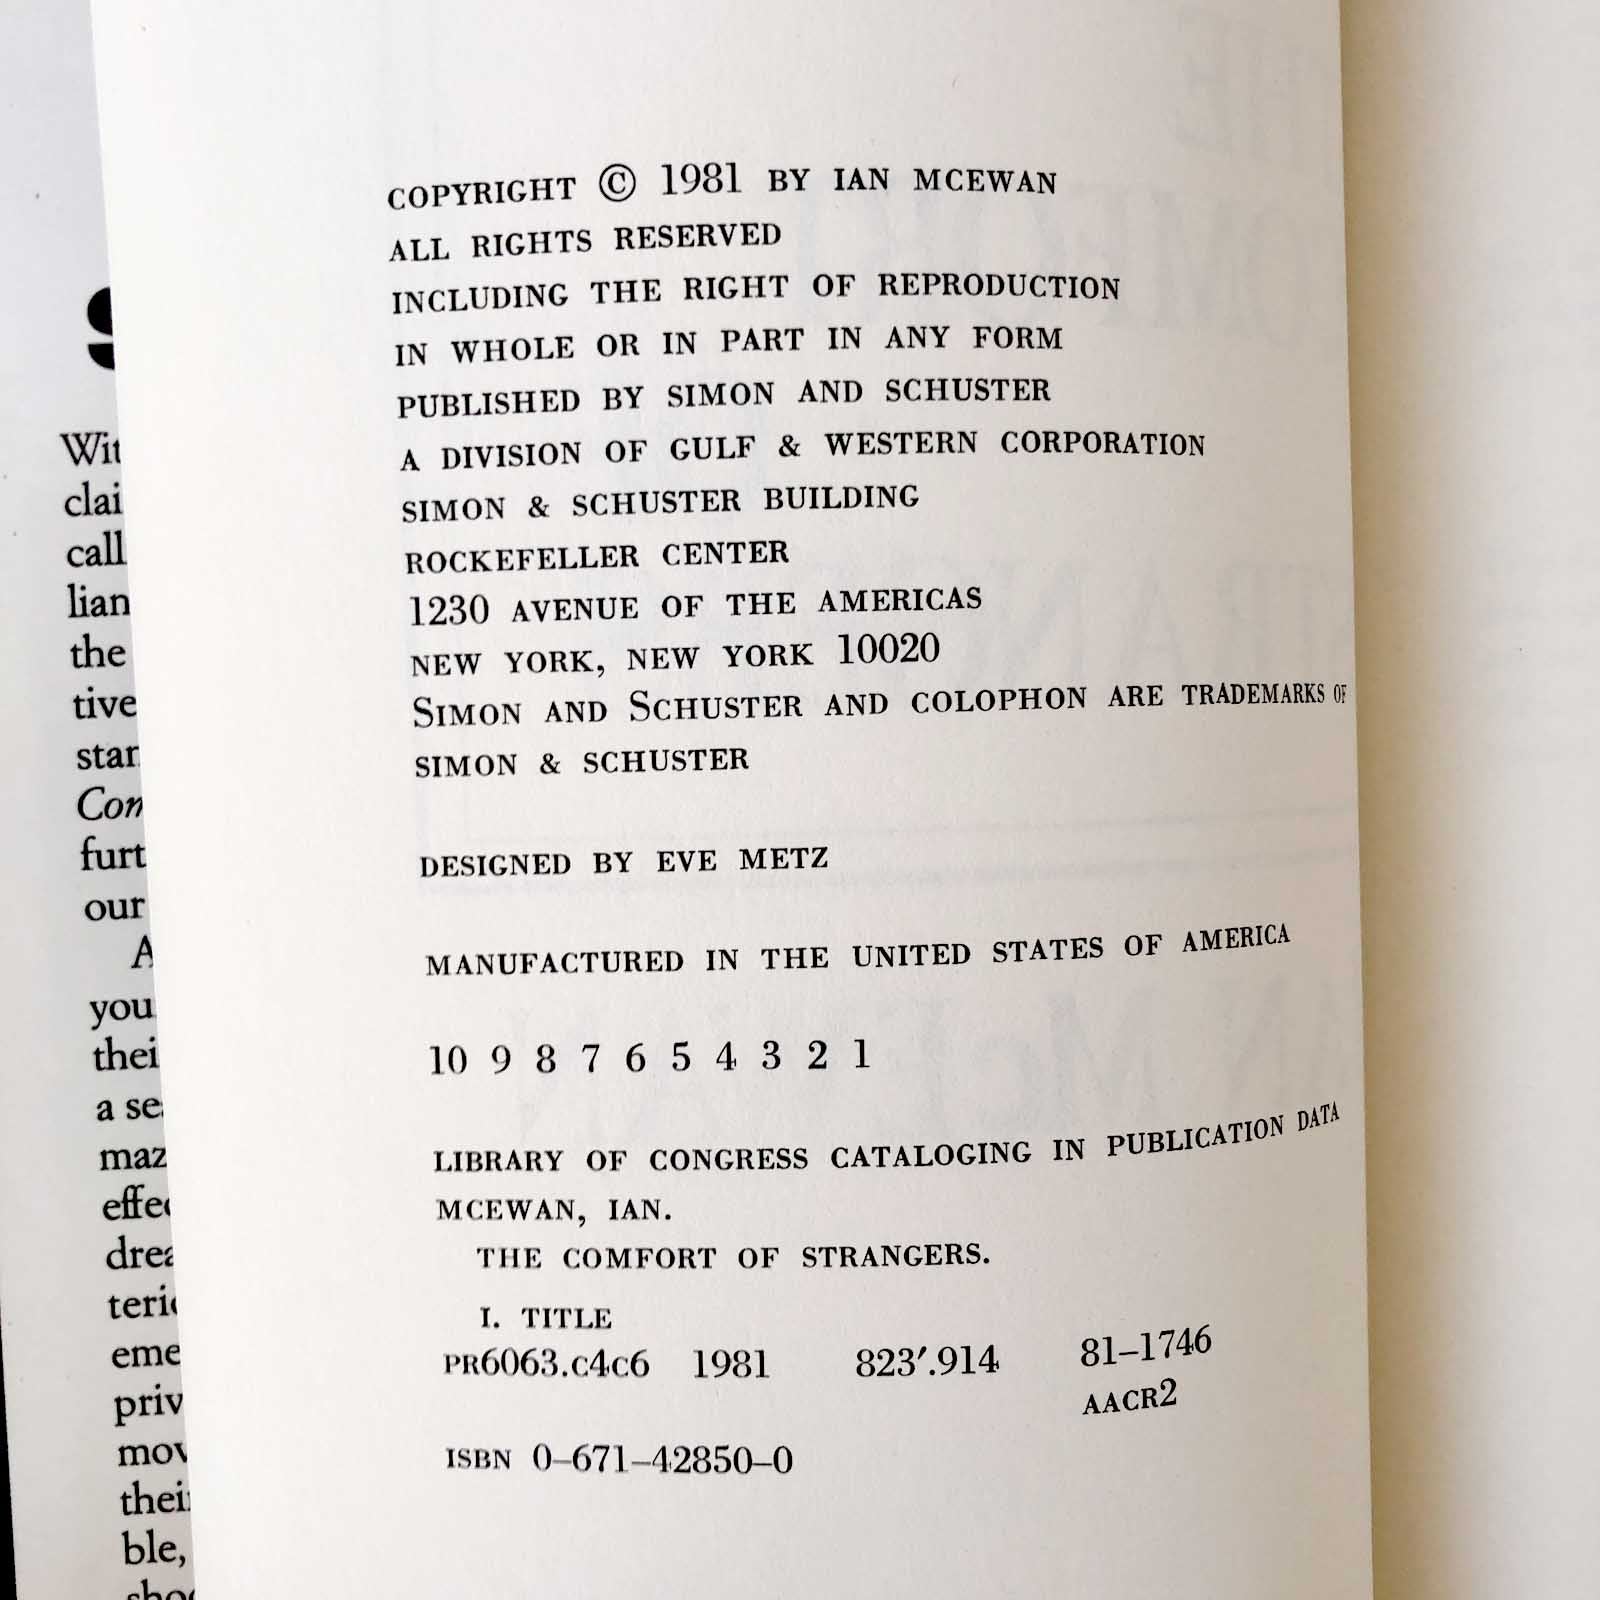 COPYRIGHT © 1981 BY IAN MCEWAN
ALL RIGHTS RESERVED
INCLUDING THE RIGHT OF REPRODUCTION
IN WHOLE OR IN PART IN ANY FORM
PUBLISHED BY SIMON AND SCHUSTER
A DIVISION OF GULF & WESTERN CORPORATION
SIMON & SCHUSTER BUILDING
ROCKEFELLER CENTER
1230 AVENUE OF THE AMERICAS
NEW YORK, NEW YORK 10020
SIMON AND SCHUSTER AND COLOPHON ARE TRADEMARKS OF
SIMON & SCHUSTER
DESIGNED BY EVE METZ
MANUFACTURED IN THE UNITED STATES OF AMERICA
10 9 8 7 6 5 4 3 2 1
LIBRARY OF CONGRESS CATALOGING IN PUBLICATION DATA
MCEWAN, IAN.
THE COMFORT OF STRANGERS.
I. TITLE
PR6063.C4C6 1981 823′.914 81–1746
AACR2
ISBN 0–671–42850–0
the
our
you
ble,